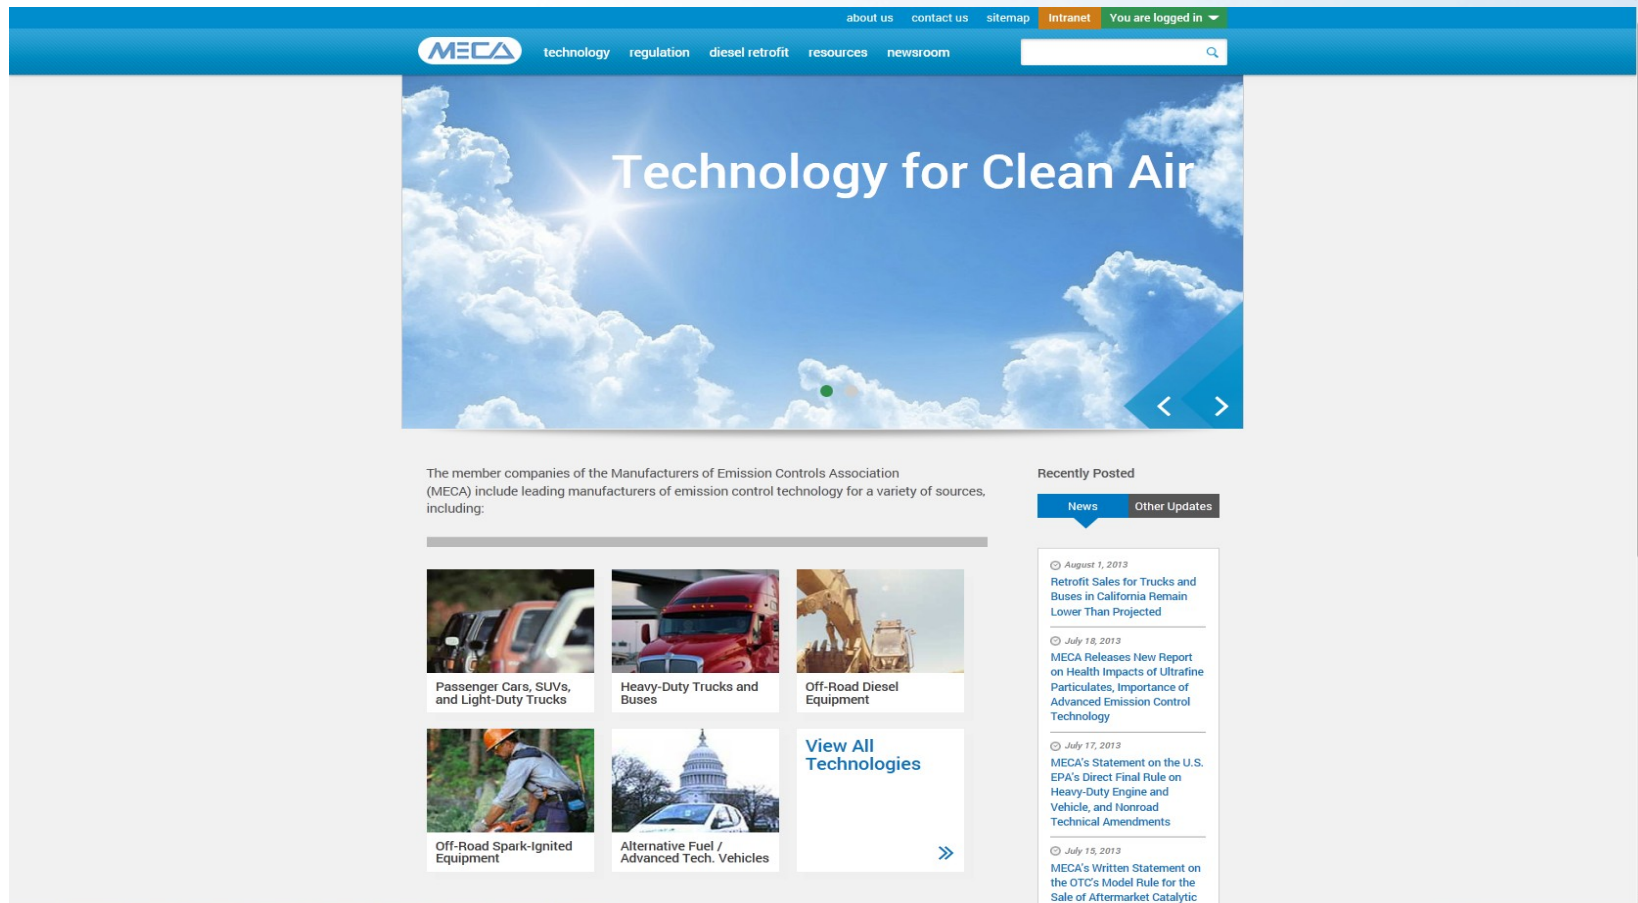 about us contact us sitemap Intranet You are logged in
MECA technology regulation diesel retrofit resources newsroom
Technology for Clean Air
The member companies of the Manufacturers of Emission Controls Association
(MECA) include leading manufacturers of emission control technology for a variety of sources,
including:
Passenger Cars, SUVs,
and Light-Duty Trucks
Heavy-Duty Trucks and
Buses
Off-Road Diesel
Equipment
Off-Road Spark-Ignited
Equipment
Alternative Fuel /
Advanced Tech. Vehicles
View All
Technologies
Recently Posted
News Other Updates
August 1, 2013
Retrofit Sales for Trucks and
Buses in California Remain
Lower Than Projected
July 18, 2013
MECA Releases New Report
on Health Impacts of Ultrafine
Particulates, Importance of
Advanced Emission Control
Technology
July 17, 2013
MECA's Statement on the U.S.
EPA's Direct Final Rule on
Heavy-Duty Engine and
Vehicle, and Nonroad
Technical Amendments
July 15, 2013
MECA's Written Statement on
the OTC's Model Rule for the
Sale of Aftermarket Catalytic